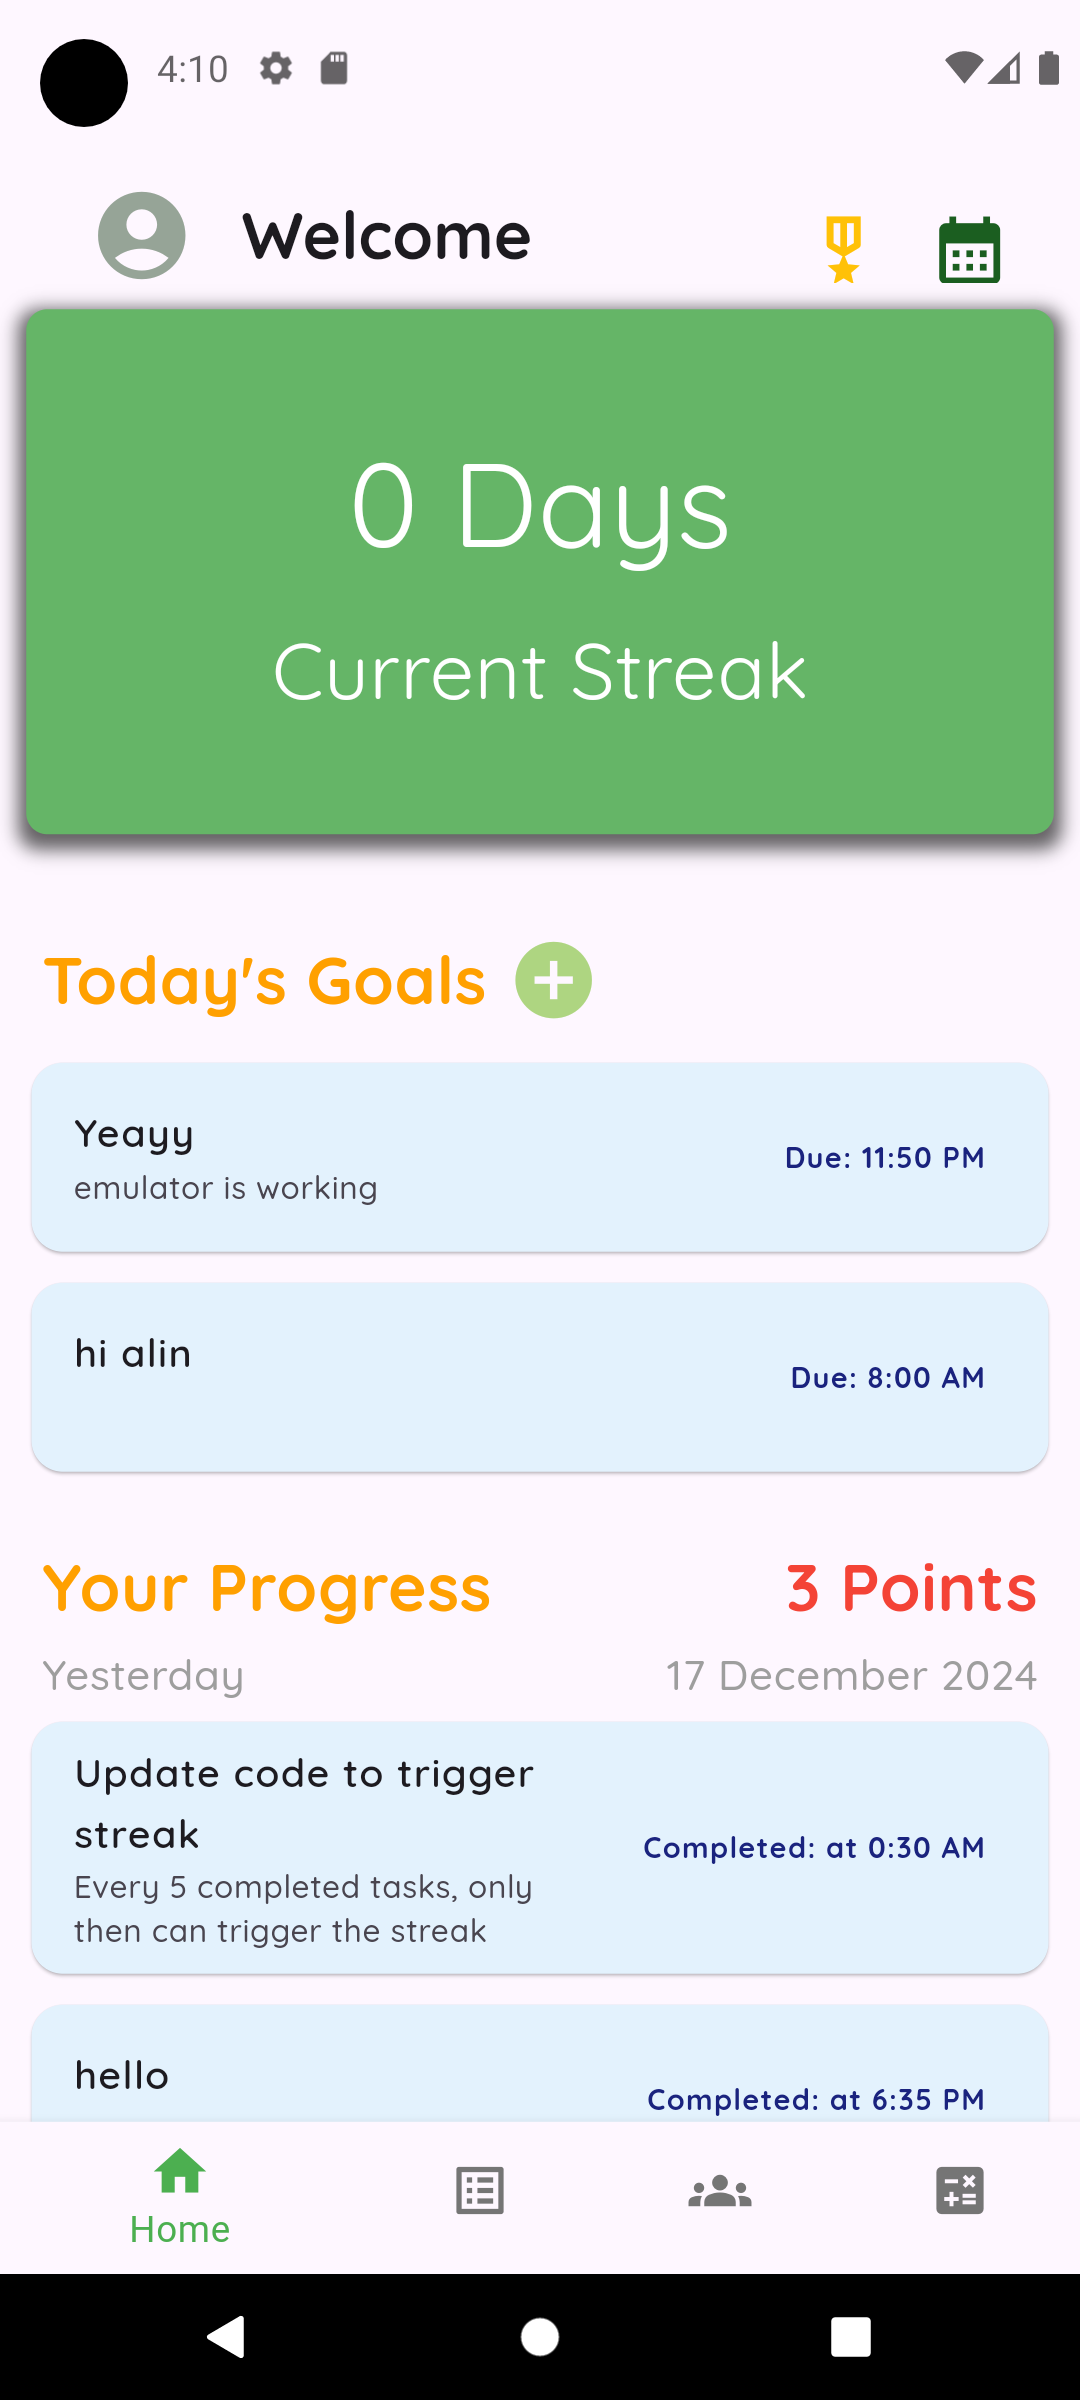 4:10
Welcome
0 Days
Current Streak
Today's Goals
Yeayy
emulator is working
Due: 11:50 PM
hi alin
Due: 8:00 AM
Your Progress
3 Points
Yesterday
17 December 2024
Update code to trigger
streak
Every 5 completed tasks, only
then can trigger the streak
Completed: at 0:30 AM
hello
Completed: at 6:35 PM
Home